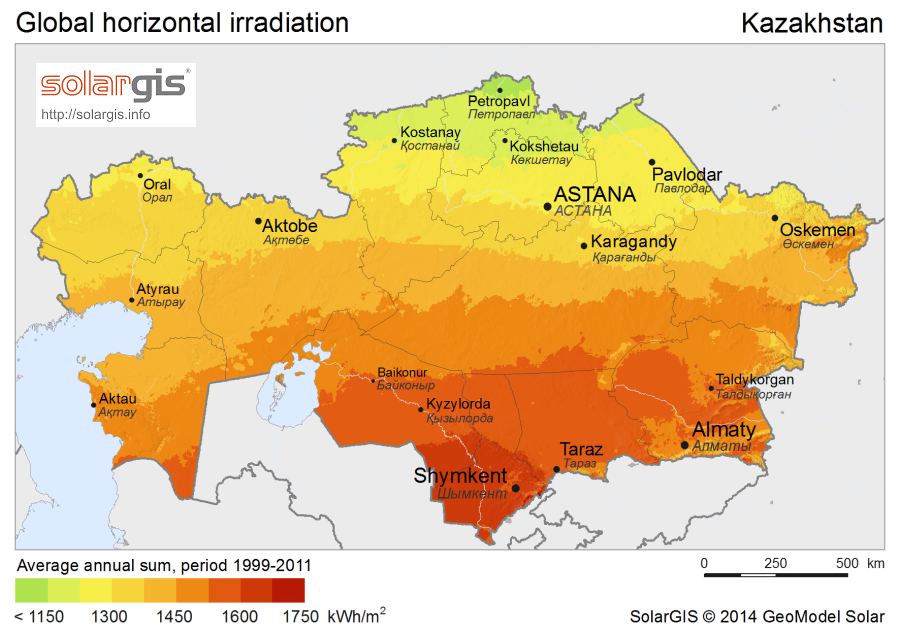 Global horizontal irradiation
Kazakhstan
solargis®
http://solargis.info
Petropavl
Петропавл
Kostanay
Қостанай
Kokshetau
Көкшетау
Pavlodar
Павлодар
Oral
Орал
ASTANA
АСТАНА
Aktobe
Ақтөбе
Oskemen
Өскемен
Karagandy
Қарағанды
Atyrau
Атырау
Baikonur
Байконыр
Taldykorgan
Талдықорған
Aktau
Ақтау
Kyzylorda
Қызылорда
Almaty
Алматы
Taraz
Тараз
Shymkent
Шымкент
Average annual sum, period 1999-2011
0 250 500 km
< 1150 1300 1450 1600 1750 kWh/m²
SolarGIS © 2014 GeoModel Solar